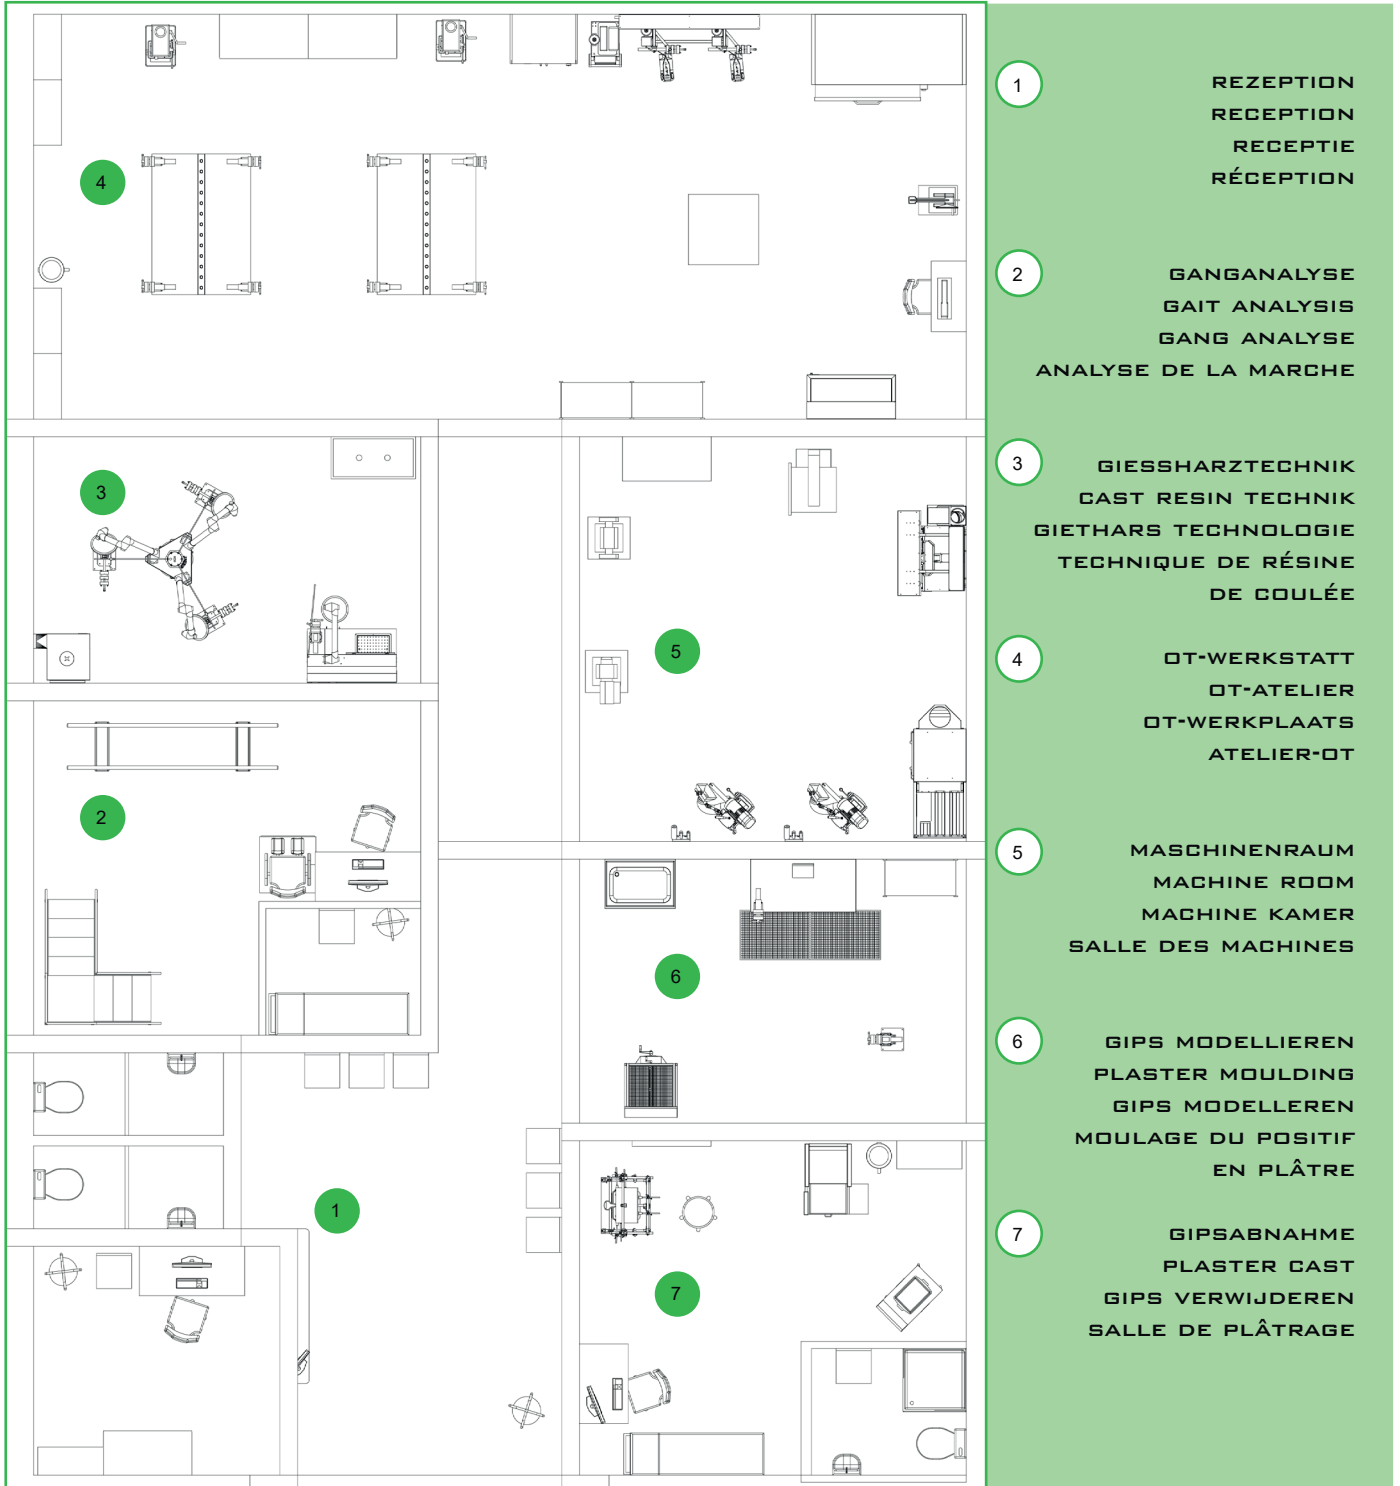 4
3
5
2
6
1
7
1
REZEPTION
RECEPTION
RECEPTIE
RÉCEPTION
2
GANGANALYSE
GAIT ANALYSIS
GANG ANALYSE
ANALYSE DE LA MARCHE
3
GIESSHARZTECHNIK
CAST RESIN TECHNIK
GIETHARS TECHNOLOGIE
TECHNIQUE DE RÉSINE
DE COULÉE
4
OT-WERKSTATT
OT-ATELIER
OT-WERKPLAATS
ATELIER-OT
5
MASCHINENRAUM
MACHINE ROOM
MACHINE KAMER
SALLE DES MACHINES
6
GIPS MODELLIEREN
PLASTER MOULDING
GIPS MODELLEREN
MOULAGE DU POSITIF
EN PLÂTRE
7
GIPSABNAHME
PLASTER CAST
GIPS VERWIJDEREN
SALLE DE PLÂTRAGE